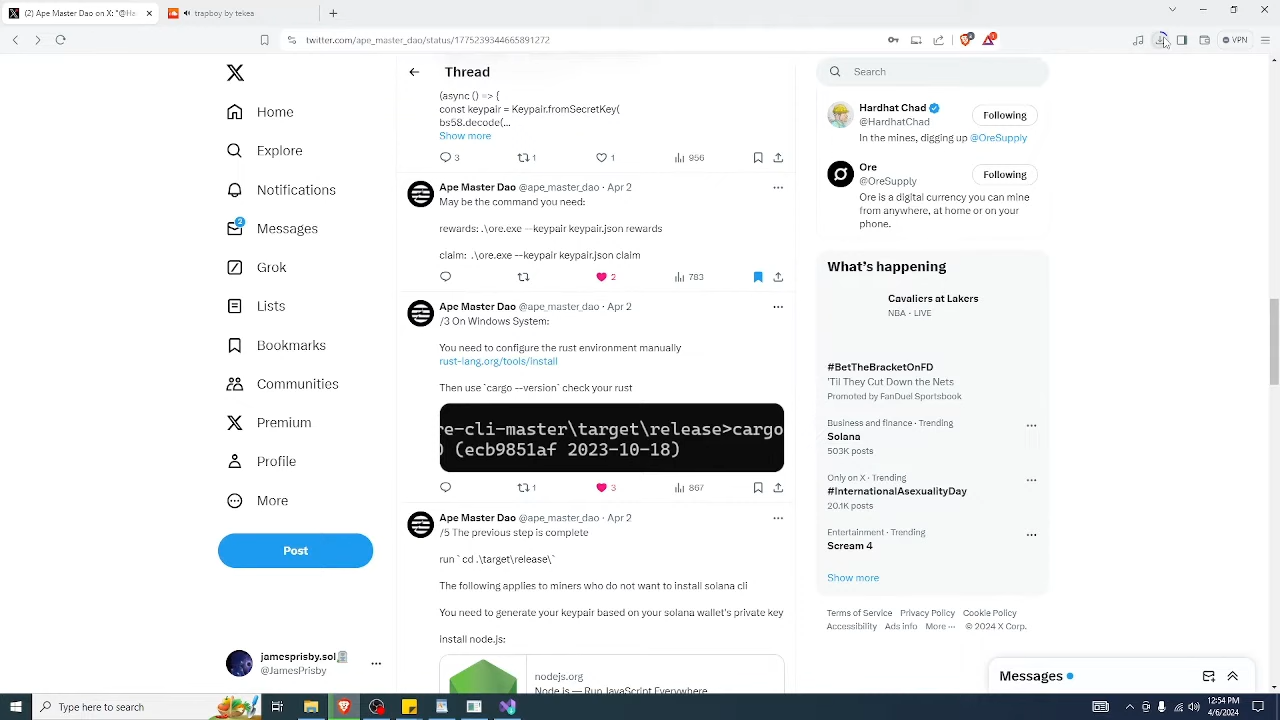 (2) Ape Master Dao on X: "@Ha
trapboy by tekea
twitter.com/ape_master_dao/status/1775239344665891272
VPN
Home
Explore
Notifications
2
Messages
Grok
Lists
Bookmarks
Communities
Premium
Profile
More
Post
jamesprisby.sol
@JamesPrisby
Thread
(async () => {
const keypair = Keypair.fromSecretKey(
bs58.decode(...
Show more
3
1
1
956
Ape Master Dao @ape_master_dao · Apr 2
May be the command you need:
rewards: .\ore.exe --keypair keypair.json rewards
claim: .\ore.exe --keypair keypair.json claim
2
783
Ape Master Dao @ape_master_dao · Apr 2
/3 On Windows System:
You need to configure the rust environment manually
rust-lang.org/tools/install
Then use `cargo --version` check your rust
re-cli-master\target\release>cargo
(ecb9851af 2023-10-18)
1
3
867
Ape Master Dao @ape_master_dao · Apr 2
/5 The previous step is complete
run `cd .\target\release\`
The following applies to miners who do not want to install solana cli
You need to generate your keypair based on your solana wallet's private key
install node.js:
nodejs.org
Node.js — Run JavaScript Everywhere
Search
Hardhat Chad
@HardhatChad
Following
In the mines, digging up @OreSupply
Ore
@OreSupply
Following
Ore is a digital currency you can mine
from anywhere, at home or on your
phone.
What's happening
Cavaliers at Lakers
NBA · LIVE
#BetTheBracketOnFD
'Til They Cut Down the Nets
Promoted by FanDuel Sportsbook
Business and finance · Trending
Solana
503K posts
Only on X · Trending
#InternationalAsexualityDay
20.1K posts
Entertainment · Trending
Scream 4
Show more
Terms of Service Privacy Policy Cookie Policy
Accessibility Ads info More ··· © 2024 X Corp.
Messages
Type here to search
12:54 PM
4/6/2024